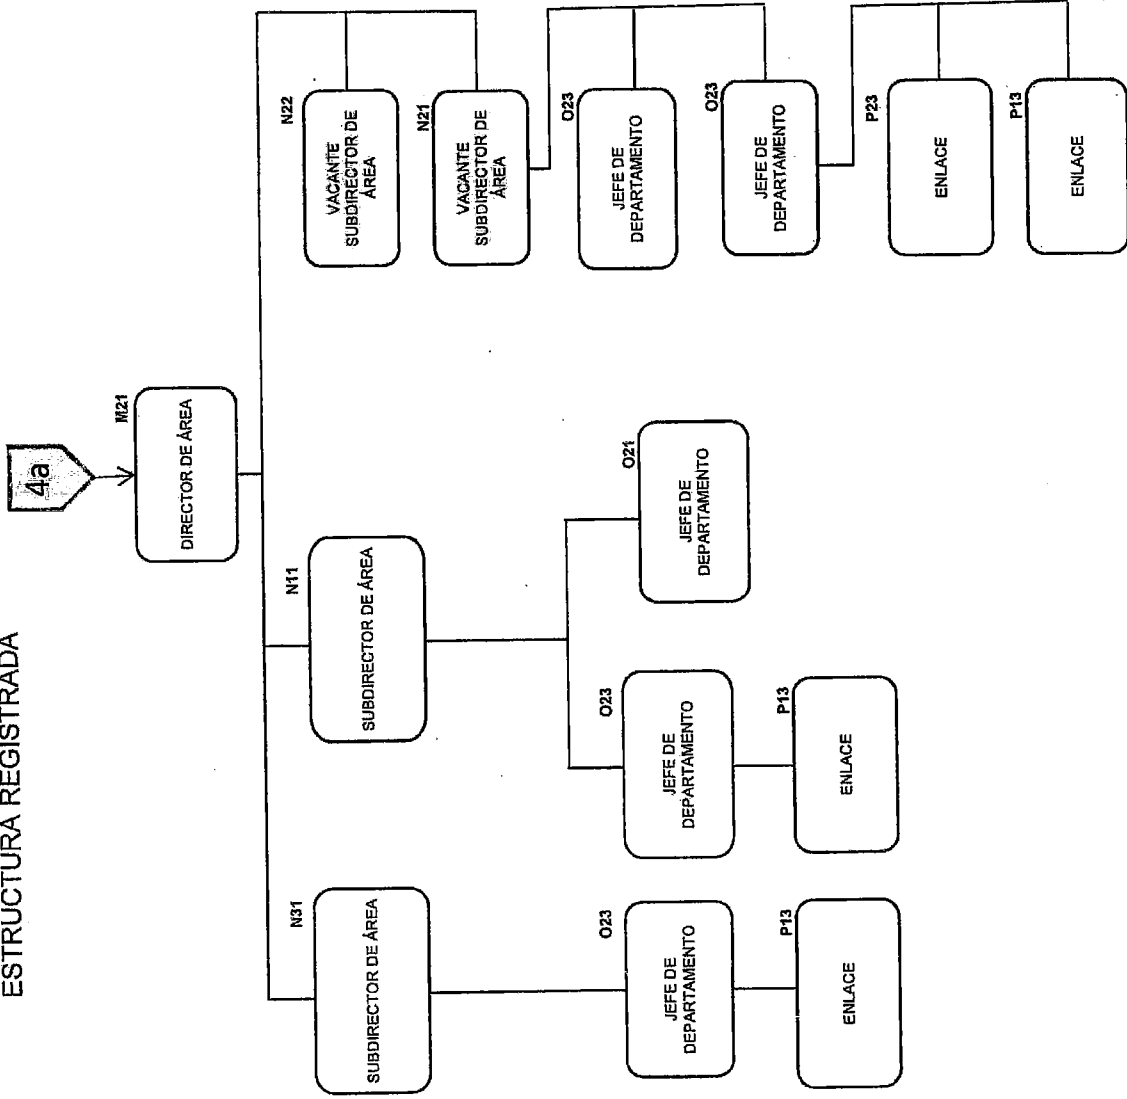 ESTRUCTURA REGISTRADA
4a
M21
DIRECTOR DE ÁREA
N31
SUBDIRECTOR DE ÁREA
O23
JEFE DE
DEPARTAMENTO
P13
ENLACE
N11
SUBDIRECTOR DE ÁREA
O23
JEFE DE
DEPARTAMENTO
P13
ENLACE
O21
JEFE DE
DEPARTAMENTO
N22
VACANTE
SUBDIRECTOR DE
ÁREA
N21
VACANTE
SUBDIRECTOR DE
ÁREA
O23
JEFE DE
DEPARTAMENTO
O23
JEFE DE
DEPARTAMENTO
P23
ENLACE
P13
ENLACE